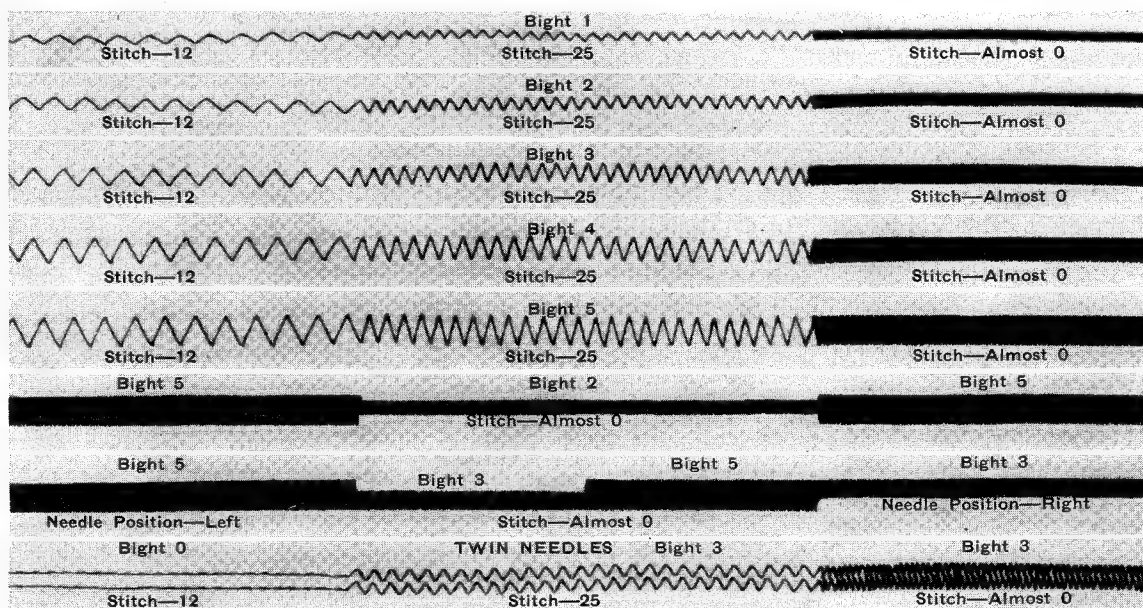 Bight 1
Stitch—12 Stitch—25 Stitch—Almost 0
Bight 2
Stitch—12 Stitch—25 Stitch—Almost 0
Bight 3
Stitch—12 Stitch—25 Stitch—Almost 0
Bight 4
Stitch—12 Stitch—25 Stitch—Almost 0
Bight 5
Stitch—12 Stitch—25 Stitch—Almost 0
Bight 5 Bight 2 Bight 5
Stitch—Almost 0
Bight 5 Bight 3 Bight 5 Bight 3
Needle Position—Left Stitch—Almost 0 Needle Position—Right
Bight 0 TWIN NEEDLES Bight 3 Bight 3
Stitch—12 Stitch—25 Stitch—Almost 0